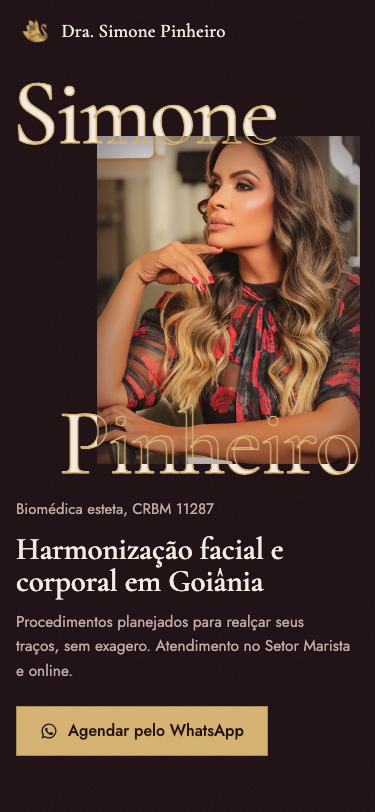 Dra. Simone Pinheiro
Simone
Pinheiro
Biomédica esteta, CRBM 11287
Harmonização facial e
corporal em Goiânia
Procedimentos planejados para realçar seus
traços, sem exagero. Atendimento no Setor Marista
e online.
Agendar pelo WhatsApp